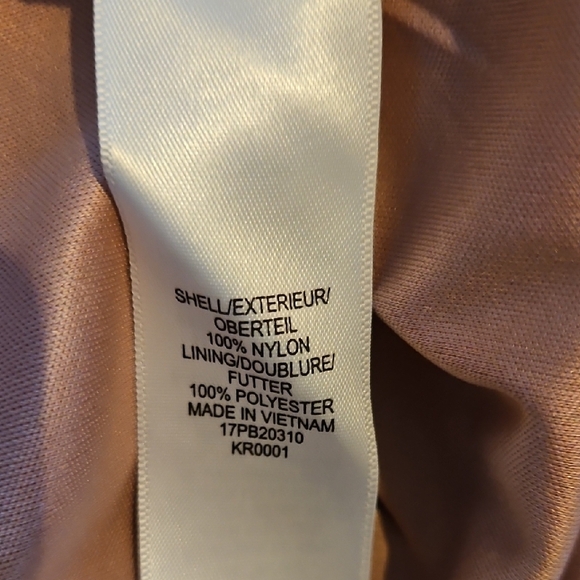 SHELL/EXTERIEUR/
OBERTEIL
100% NYLON
LINING/DOUBLURE/
FUTTER
100% POLYESTER
MADE IN VIETNAM
17PB20310
KR0001